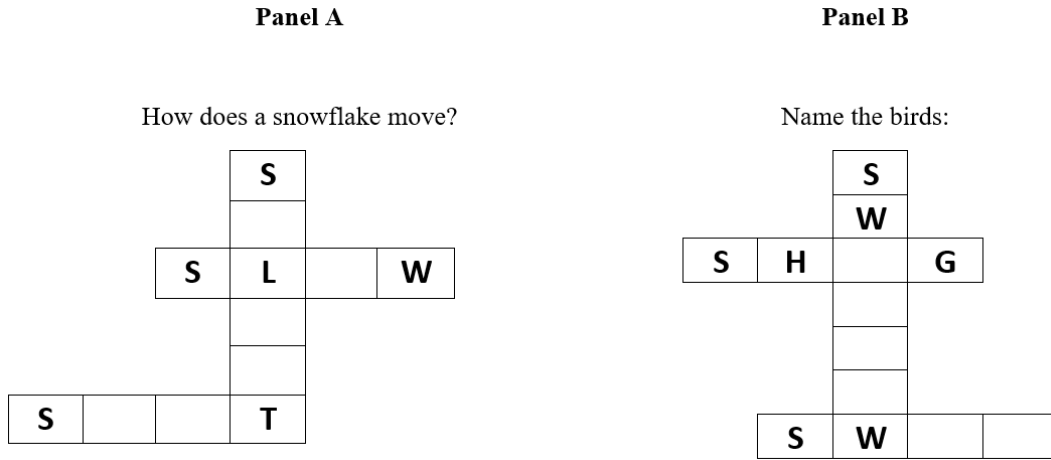 Panel A
Panel B
How does a snowflake move?
Name the birds:
S
S L W
S T
S
W
S H G
S W